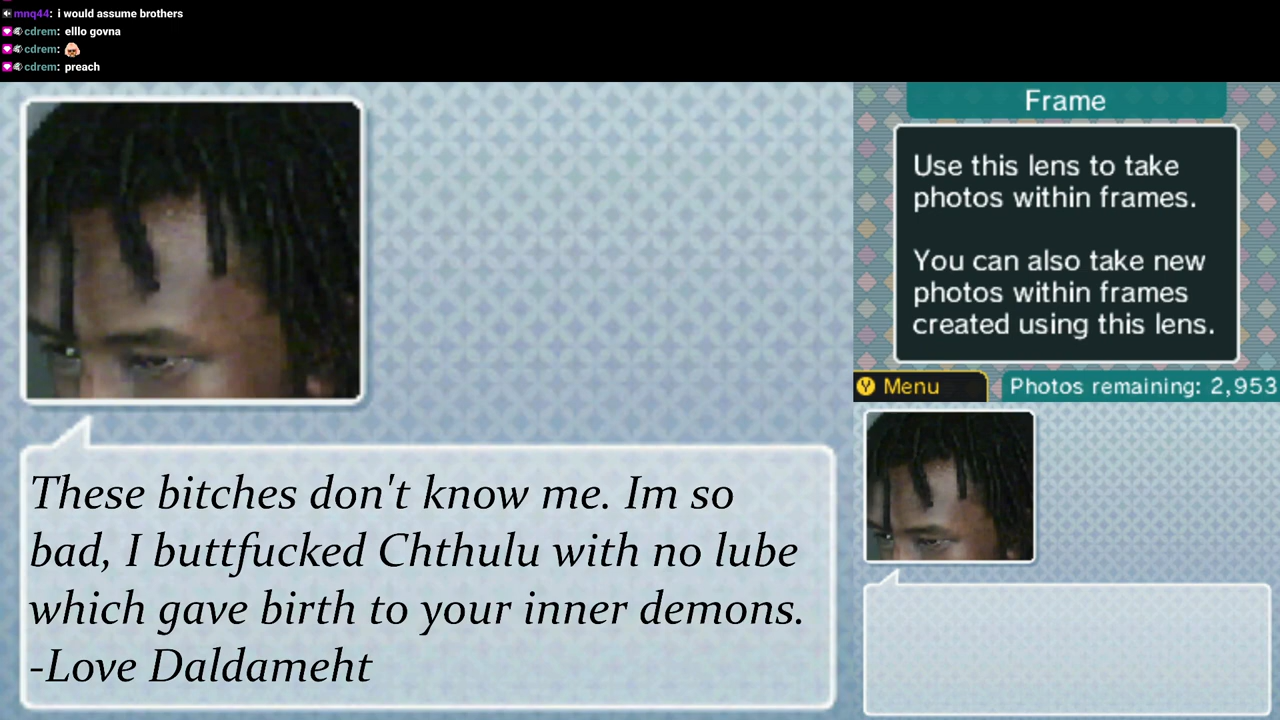 mnq44: i would assume brothers
cdrem: elllo govna
cdrem:
cdrem: preach
Frame
Use this lens to take
photos within frames.
You can also take new
photos within frames
created using this lens.
Y Menu
Photos remaining: 2,953
These bitches don't know me. Im so
bad, I buttfucked Chthulu with no lube
which gave birth to your inner demons.
-Love Daldameht